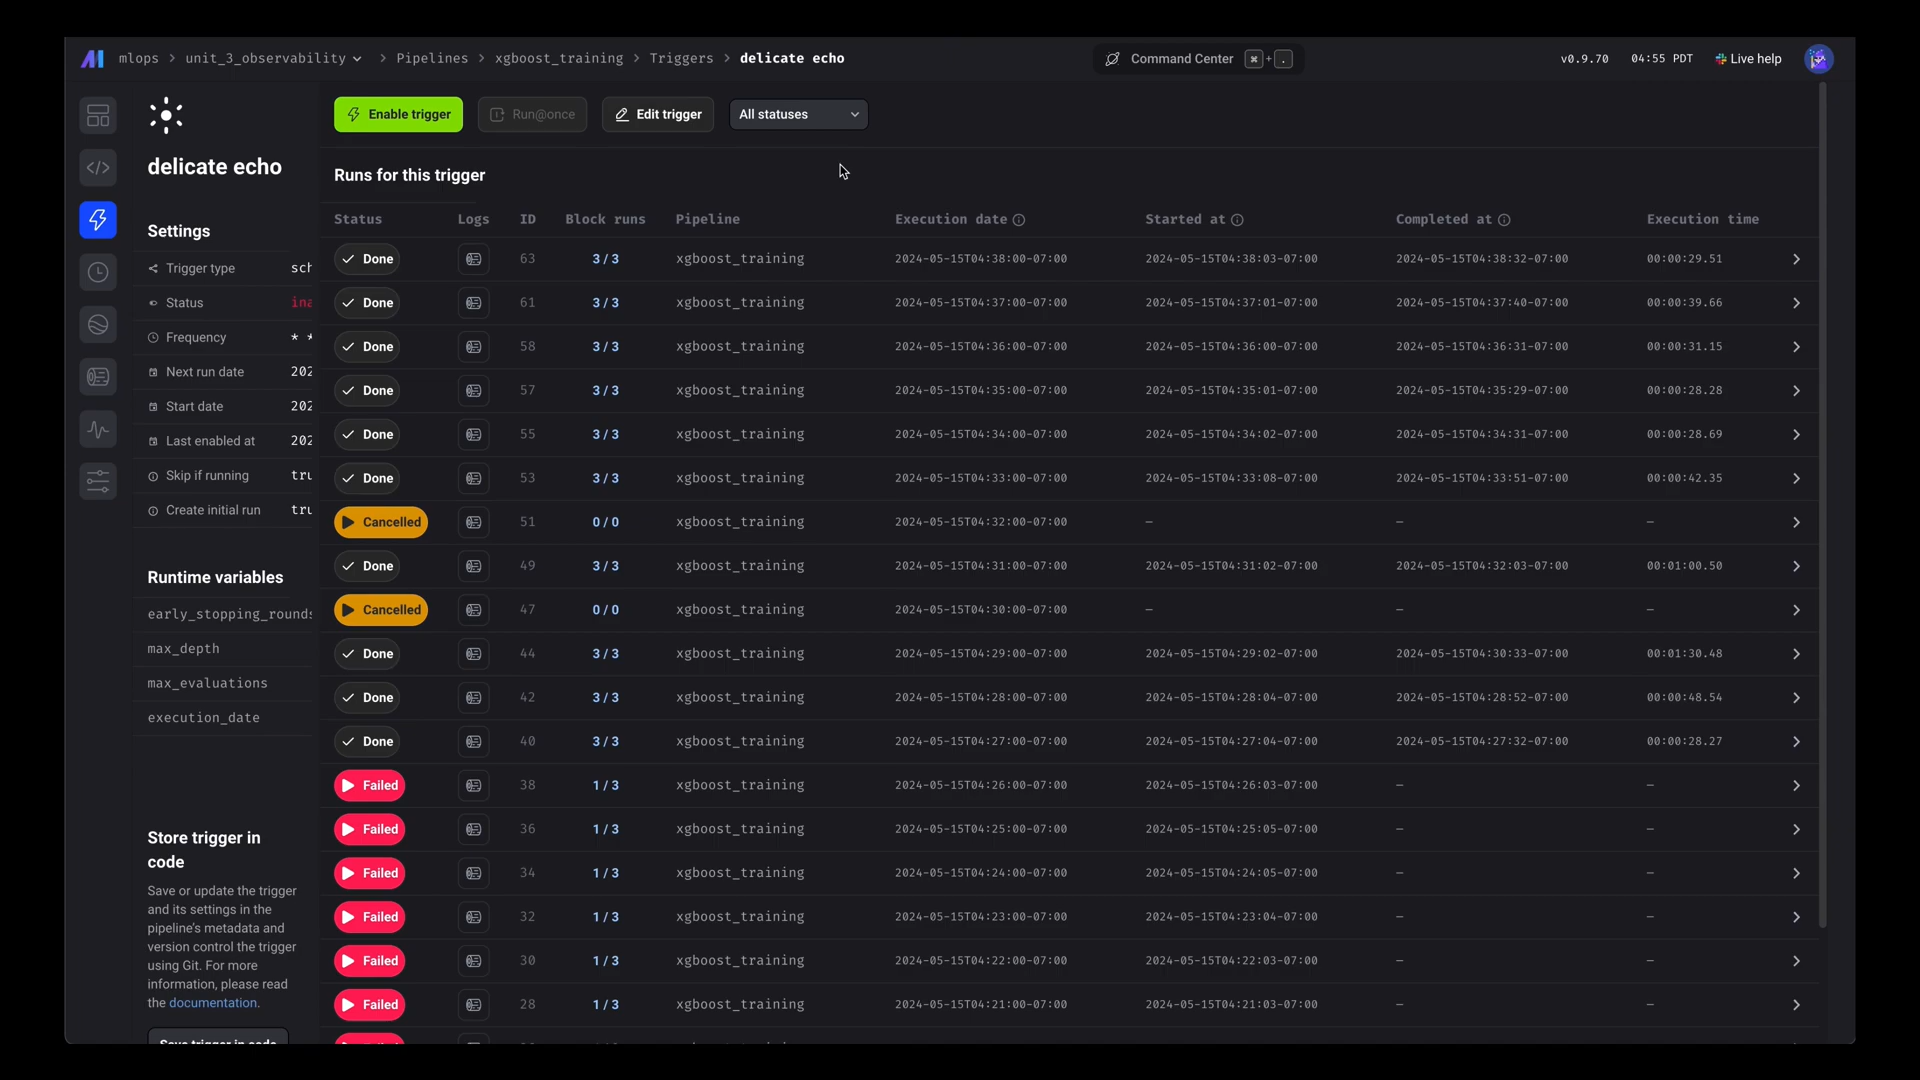 mlops > unit_3_observability > Pipelines > xgboost_training > Triggers > delicate echo
Command Center ⌘ + .
v0.9.70 04:55 PDT Live help
Enable trigger Run@once Edit trigger All statuses
delicate echo
Settings
Trigger type sch
Status ina
Frequency * *
Next run date 202
Start date 202
Last enabled at 202
Skip if running tru
Create initial run tru
Runtime variables
early_stopping_rounds
max_depth
max_evaluations
execution_date
Store trigger in
code
Save or update the trigger
and its settings in the
pipeline's metadata and
version control the trigger
using Git. For more
information, please read
the documentation.
Save trigger in code
Runs for this trigger
Status Logs ID Block runs Pipeline Execution date Started at Completed at Execution time
Done 63 3 / 3 xgboost_training 2024-05-15T04:38:00-07:00 2024-05-15T04:38:03-07:00 2024-05-15T04:38:32-07:00 00:00:29.51
Done 61 3 / 3 xgboost_training 2024-05-15T04:37:00-07:00 2024-05-15T04:37:01-07:00 2024-05-15T04:37:40-07:00 00:00:39.66
Done 58 3 / 3 xgboost_training 2024-05-15T04:36:00-07:00 2024-05-15T04:36:00-07:00 2024-05-15T04:36:31-07:00 00:00:31.15
Done 57 3 / 3 xgboost_training 2024-05-15T04:35:00-07:00 2024-05-15T04:35:01-07:00 2024-05-15T04:35:29-07:00 00:00:28.28
Done 55 3 / 3 xgboost_training 2024-05-15T04:34:00-07:00 2024-05-15T04:34:02-07:00 2024-05-15T04:34:31-07:00 00:00:28.69
Done 53 3 / 3 xgboost_training 2024-05-15T04:33:00-07:00 2024-05-15T04:33:08-07:00 2024-05-15T04:33:51-07:00 00:00:42.35
Cancelled 51 0 / 0 xgboost_training 2024-05-15T04:32:00-07:00 – – –
Done 49 3 / 3 xgboost_training 2024-05-15T04:31:00-07:00 2024-05-15T04:31:02-07:00 2024-05-15T04:32:03-07:00 00:01:00.50
Cancelled 47 0 / 0 xgboost_training 2024-05-15T04:30:00-07:00 – – –
Done 44 3 / 3 xgboost_training 2024-05-15T04:29:00-07:00 2024-05-15T04:29:02-07:00 2024-05-15T04:30:33-07:00 00:01:30.48
Done 42 3 / 3 xgboost_training 2024-05-15T04:28:00-07:00 2024-05-15T04:28:04-07:00 2024-05-15T04:28:52-07:00 00:00:48.54
Done 40 3 / 3 xgboost_training 2024-05-15T04:27:00-07:00 2024-05-15T04:27:04-07:00 2024-05-15T04:27:32-07:00 00:00:28.27
Failed 38 1 / 3 xgboost_training 2024-05-15T04:26:00-07:00 2024-05-15T04:26:03-07:00 – –
Failed 36 1 / 3 xgboost_training 2024-05-15T04:25:00-07:00 2024-05-15T04:25:05-07:00 – –
Failed 34 1 / 3 xgboost_training 2024-05-15T04:24:00-07:00 2024-05-15T04:24:05-07:00 – –
Failed 32 1 / 3 xgboost_training 2024-05-15T04:23:00-07:00 2024-05-15T04:23:04-07:00 – –
Failed 30 1 / 3 xgboost_training 2024-05-15T04:22:00-07:00 2024-05-15T04:22:03-07:00 – –
Failed 28 1 / 3 xgboost_training 2024-05-15T04:21:00-07:00 2024-05-15T04:21:03-07:00 – –